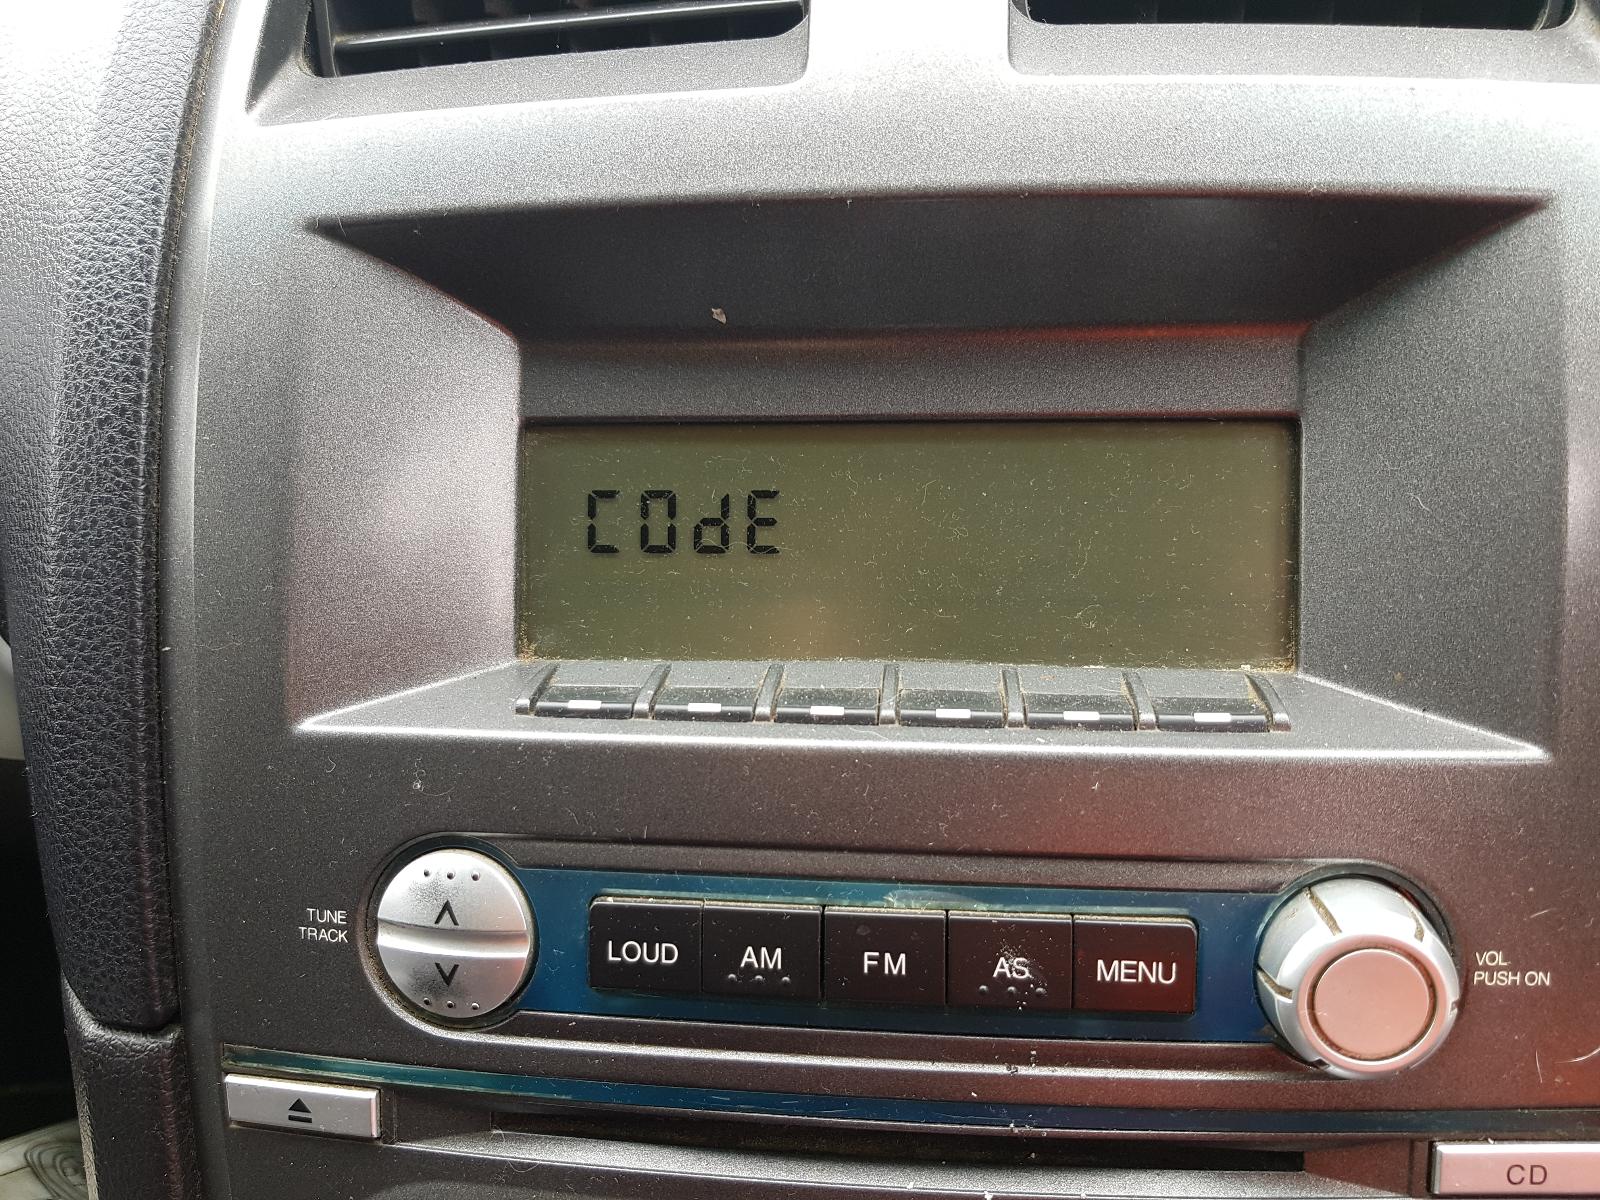 COdE
TUNE
TRACK
LOUD
AM
FM
AS
MENU
VOL
PUSH ON
CD